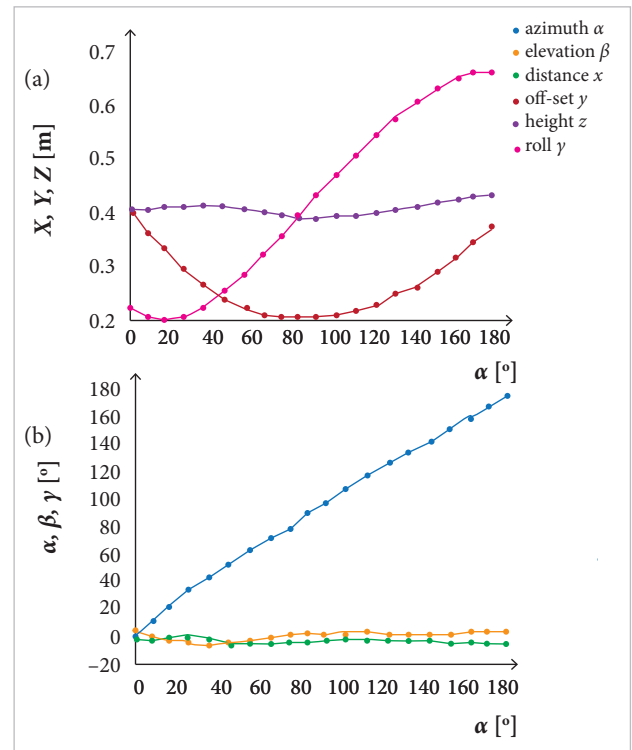 (a)
X, Y, Z [m]
0.7
0.6
0.5
0.4
0.3
0.2
0 20 40 60 80 100 120 140 160 180
α [º]
azimuth α
elevation β
distance x
off-set y
height z
roll γ
(b)
α, β, γ [º]
180
160
140
120
100
80
60
40
20
0
–20
0 20 40 60 80 100 120 140 160 180
α [º]